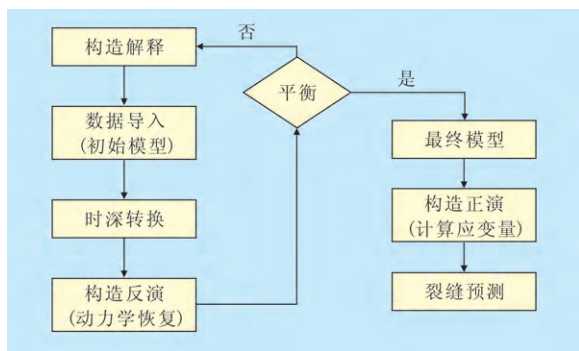 构造解释
数据导入
(初始模型)
时深转换
构造反演
(动力学恢复)
否
平衡
是
最终模型
构造正演
(计算应变量)
裂缝预测